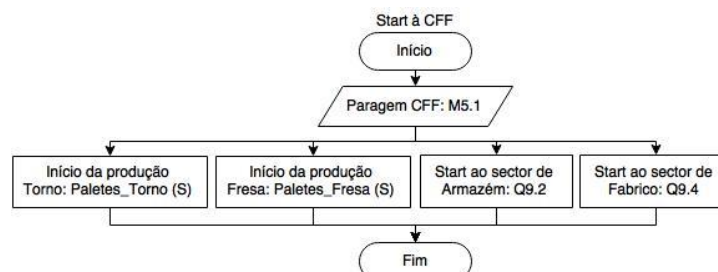 Start à CFF
Início
Paragem CFF: M5.1
Início da produção
Torno: Paletes_Torno (S)
Início da produção
Fresa: Paletes_Fresa (S)
Start ao sector de
Armazém: Q9.2
Start ao sector de
Fabrico: Q9.4
Fim